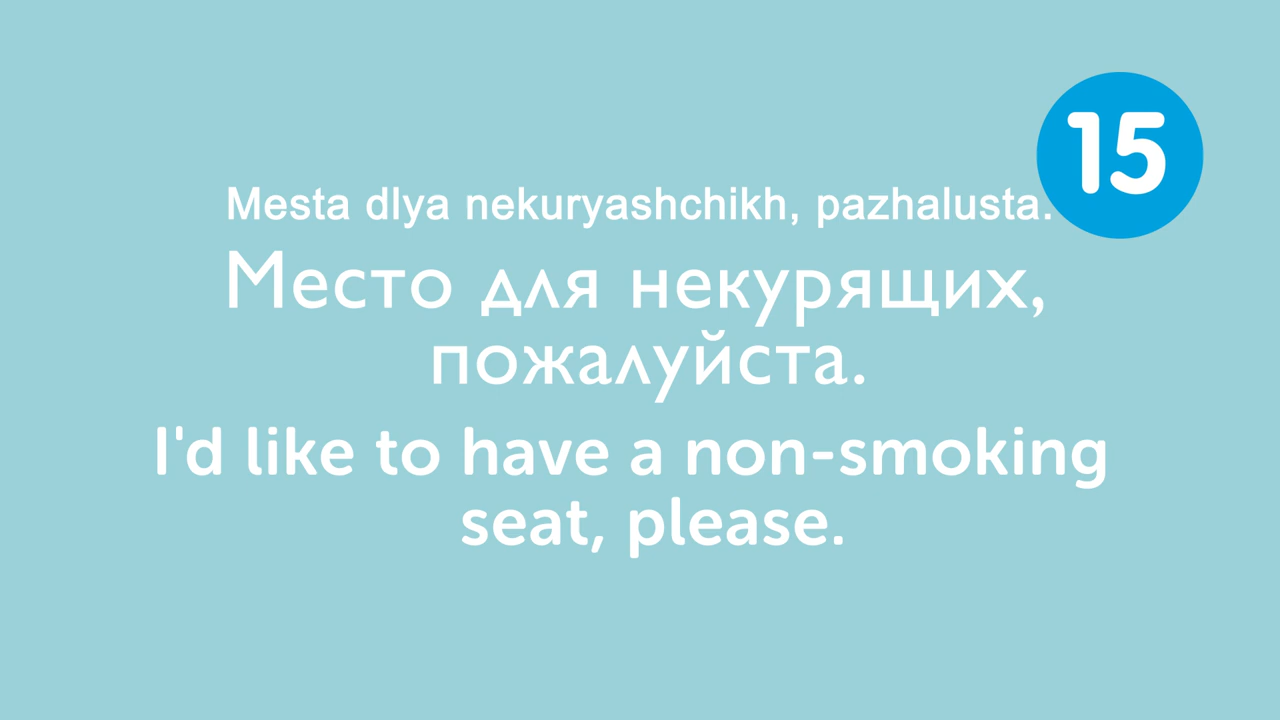 15
Mesta dlya nekuryashchikh, pazhalusta.
Место для некурящих,
пожалуйста.
I'd like to have a non-smoking
seat, please.